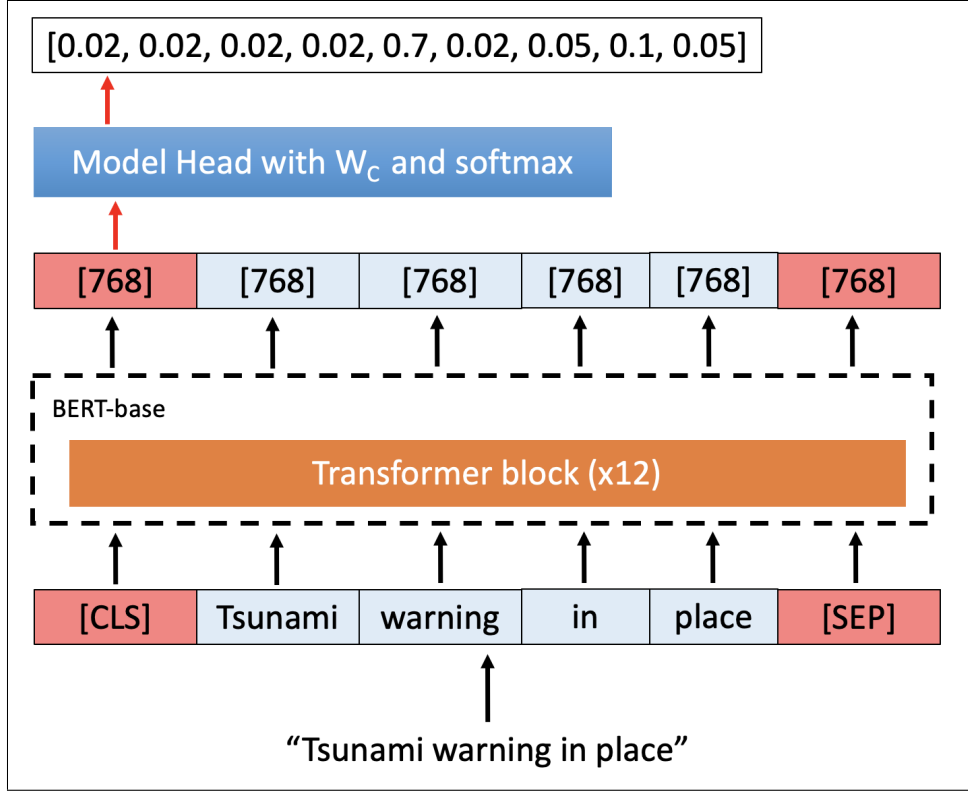 [0.02, 0.02, 0.02, 0.02, 0.7, 0.02, 0.05, 0.1, 0.05]
Model Head with W_C and softmax
[768] [768] [768] [768] [768] [768]
BERT-base
Transformer block (x12)
[CLS] Tsunami warning in place [SEP]
“Tsunami warning in place”